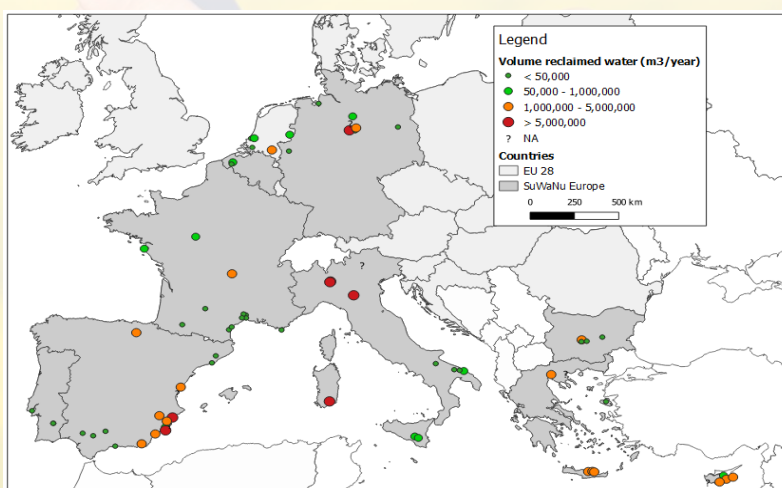 Legend
Volume reclaimed water (m3/year)
< 50,000
50,000 - 1,000,000
1,000,000 - 5,000,000
> 5,000,000
? NA
Countries
EU 28
SuWaNu Europe
0 250 500 km
?
?